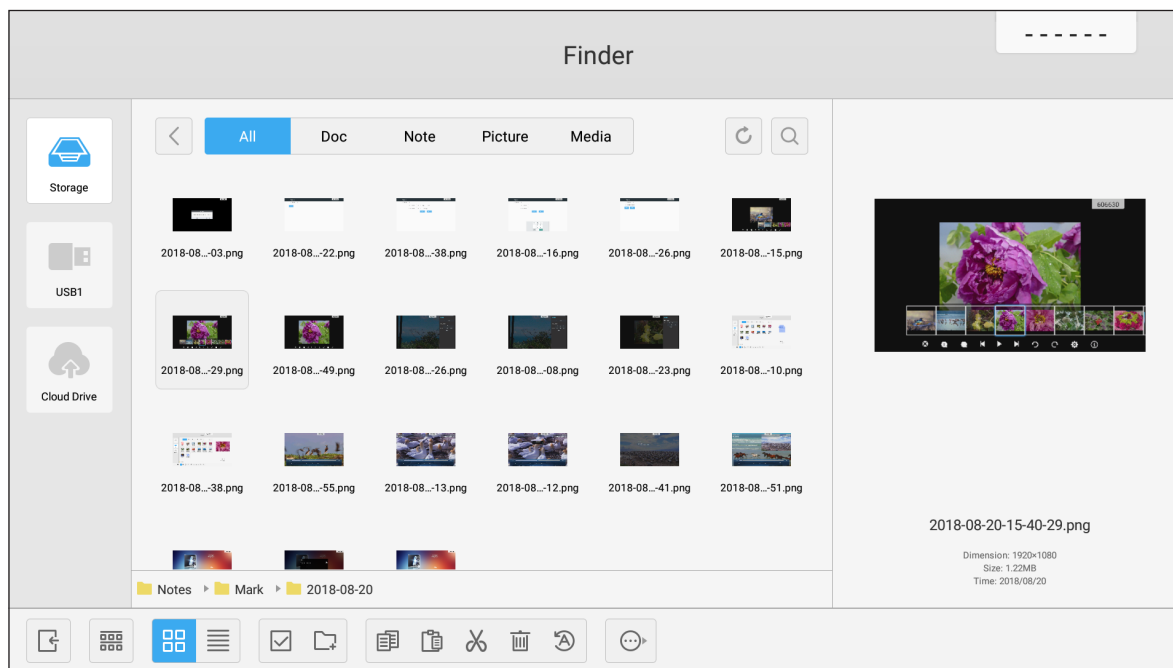 Finder
------
Storage
USB1
Cloud Drive
All Doc Note Picture Media
2018-08...-03.png 2018-08...-22.png 2018-08...-38.png 2018-08...-16.png 2018-08...-26.png 2018-08...-15.png
2018-08...-29.png 2018-08...-49.png 2018-08...-26.png 2018-08...-08.png 2018-08...-23.png 2018-08...-10.png
2018-08...-38.png 2018-08...-55.png 2018-08...-13.png 2018-08...-12.png 2018-08...-41.png 2018-08...-51.png
Notes Mark 2018-08-20
60663D
2018-08-20-15-40-29.png
Dimension: 1920×1080
Size: 1.22MB
Time: 2018/08/20